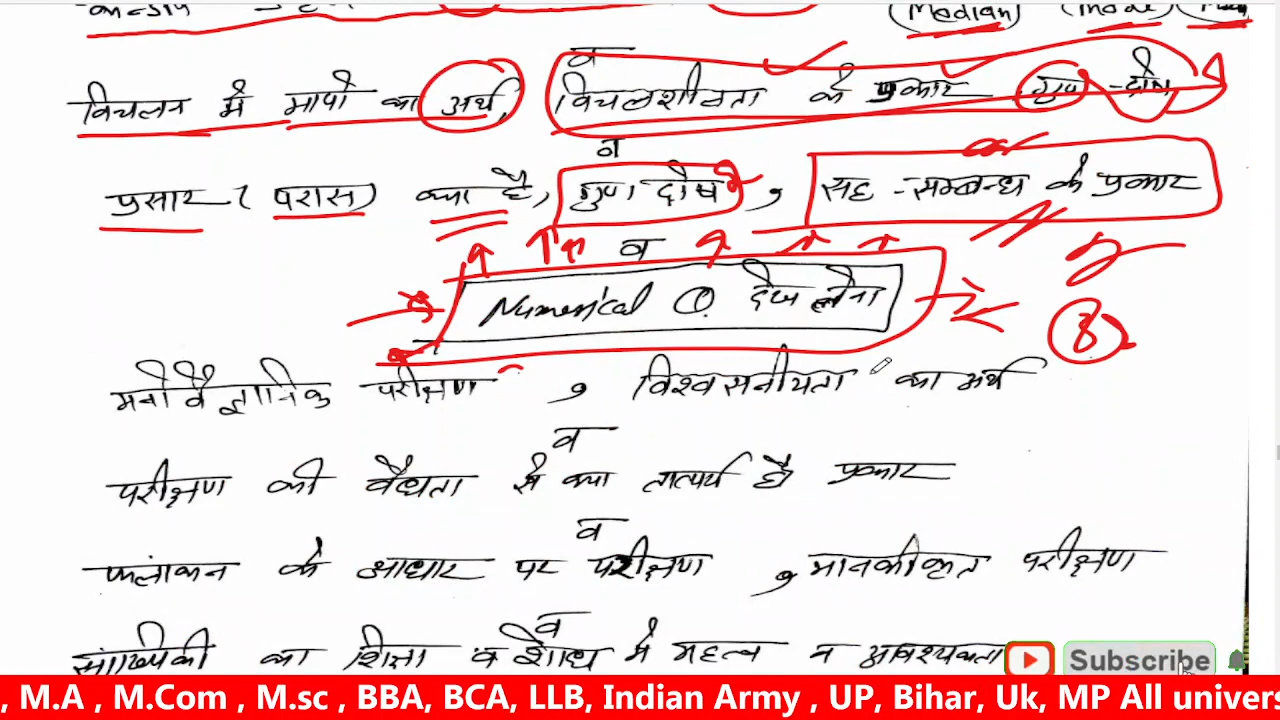 (Median) (mode)
व
विचलन में मापो का अर्थ, विचलशीलता के प्रकार गुण-दोष
व
प्रसार (परास) क्या है, गुण दोष, सह-सम्बन्ध के प्रकार
व
Numerical Q. देख लेना
8
मनोवैज्ञानिक परीक्षण, विश्वसनीयता का अर्थ
व
परीक्षण की वैधता से क्या तात्पर्य है प्रकार
व
फलांकन के आधार पर परीक्षण, मानकीकृत परीक्षण
व
सांख्यिकी का शिक्षा व शोध में महत्व व आवश्यकता
Subscribe
, M.A , M.Com , M.sc , BBA, BCA, LLB, Indian Army , UP, Bihar, Uk, MP All univers